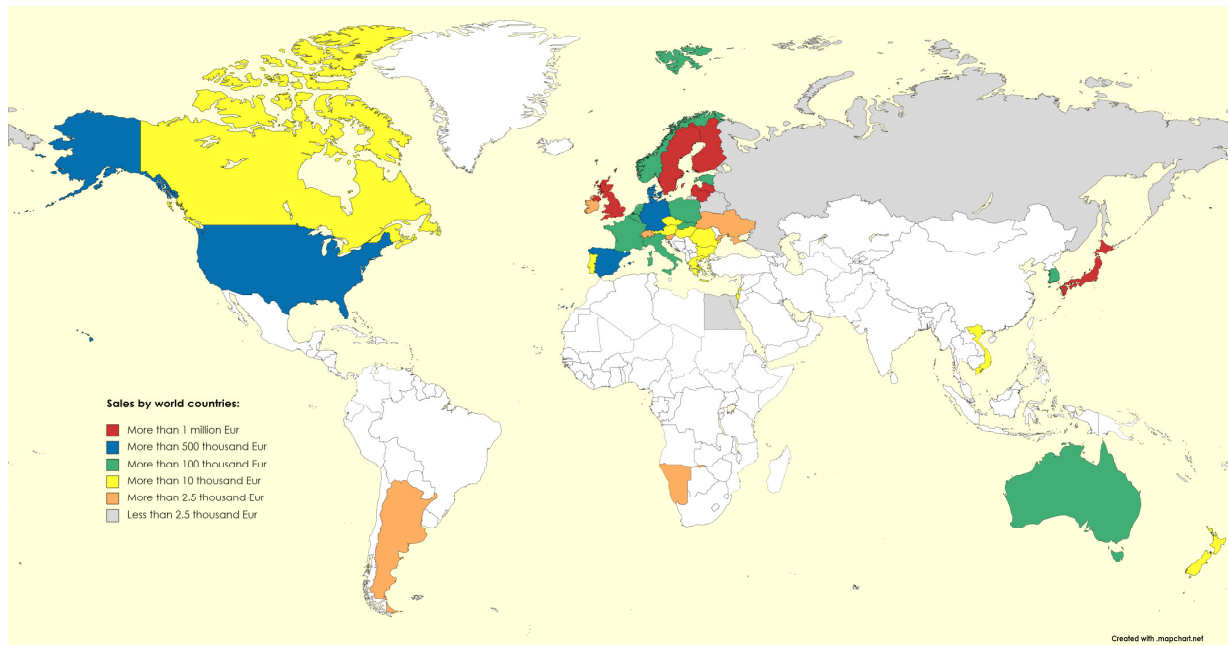 Sales by world countries:
More than 1 million Eur
More than 500 thousand Eur
More than 100 thousand Eur
More than 10 thousand Eur
More than 2.5 thousand Eur
Less than 2.5 thousand Eur
Created with .mapchart.net